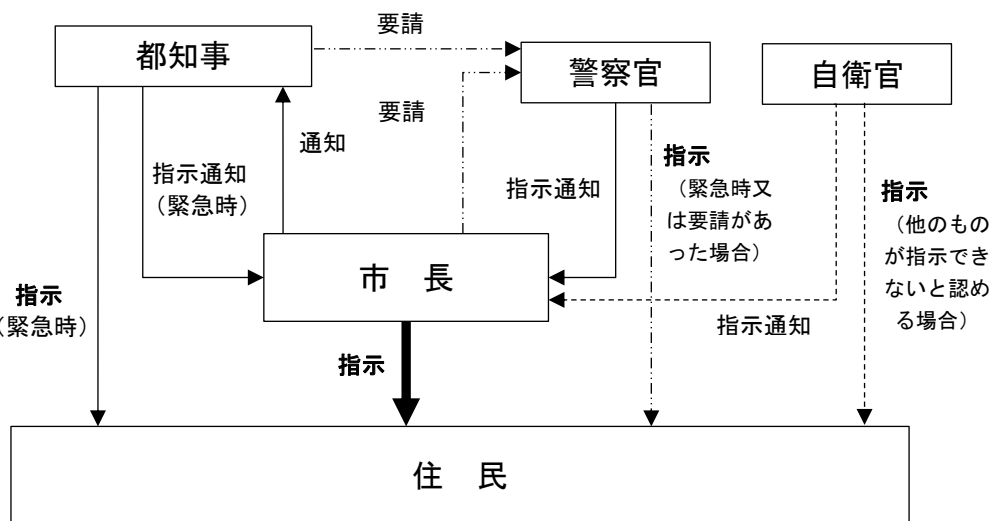 要請
都知事
警察官
自衛官
要請
通知
指示通知
（緊急時）
指示通知
指示
（緊急時又
は要請があ
った場合）
指示
（他のもの
が指示でき
ないと認め
る場合）
市　長
指示
（緊急時）
指示通知
指示
住　民